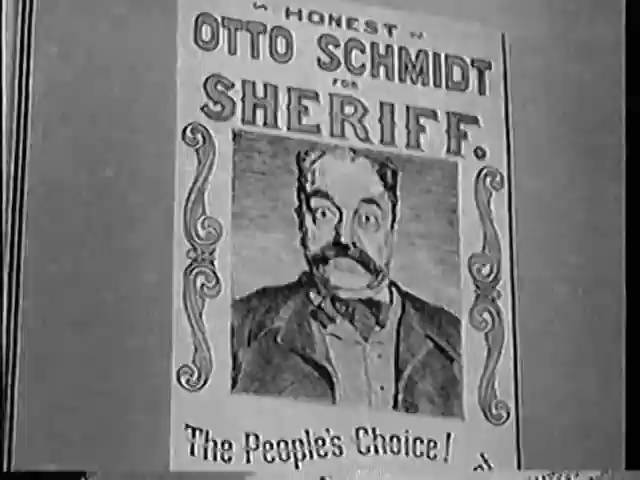 HONEST
OTTO SCHMIDT
FOR
SHERIFF.
The People's Choice!